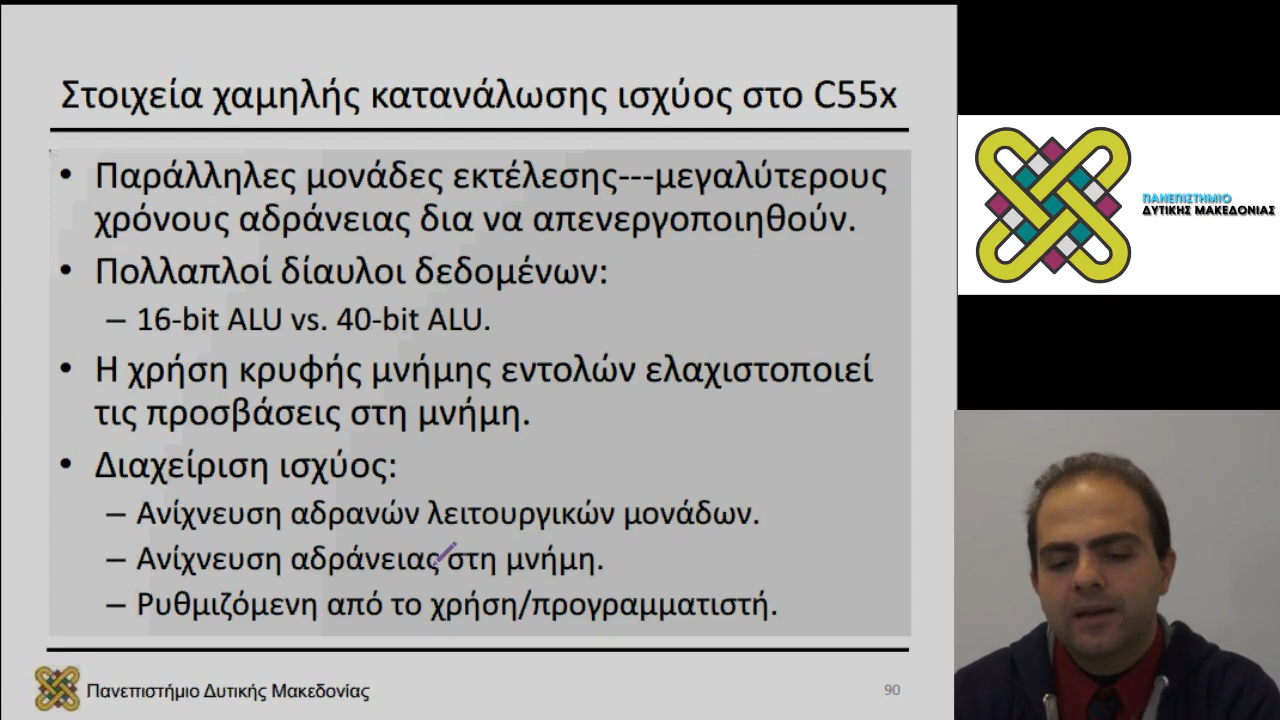 Στοιχεία χαμηλής κατανάλωσης ισχύος στο C55x
• Παράλληλες μονάδες εκτέλεσης---μεγαλύτερους
χρόνους αδράνειας δια να απενεργοποιηθούν.
• Πολλαπλοί δίαυλοι δεδομένων:
– 16-bit ALU vs. 40-bit ALU.
• Η χρήση κρυφής μνήμης εντολών ελαχιστοποιεί
τις προσβάσεις στη μνήμη.
• Διαχείριση ισχύος:
– Ανίχνευση αδρανών λειτουργικών μονάδων.
– Ανίχνευση αδράνειας στη μνήμη.
– Ρυθμιζόμενη από το χρήση/προγραμματιστή.
Πανεπιστήμιο Δυτικής Μακεδονίας
90
ΠΑΝΕΠΙΣΤΗΜΙΟ
ΔΥΤΙΚΗΣ ΜΑΚΕΔΟΝΙΑΣ